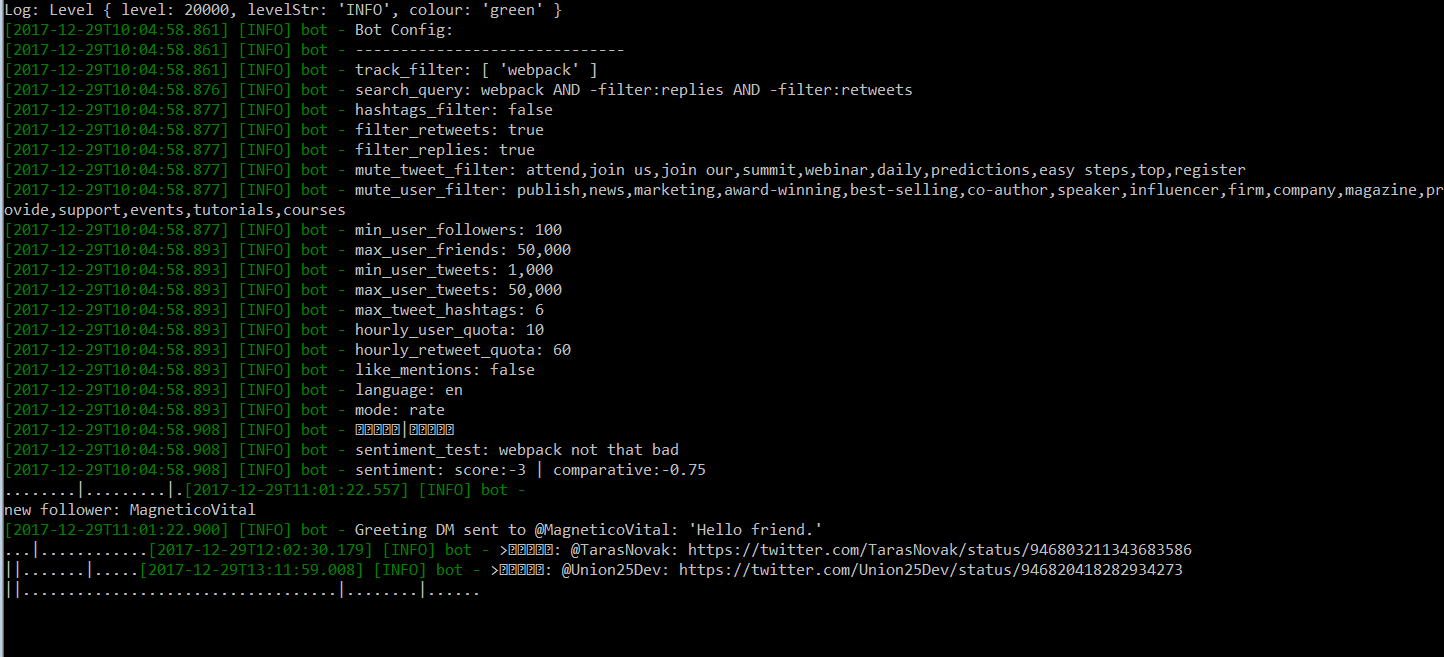 Log: Level { level: 20000, levelStr: 'INFO', colour: 'green' }
[2017-12-29T10:04:58.861] [INFO] bot - Bot Config:
[2017-12-29T10:04:58.861] [INFO] bot - ------------------------------
[2017-12-29T10:04:58.861] [INFO] bot - track_filter: [ 'webpack' ]
[2017-12-29T10:04:58.876] [INFO] bot - search_query: webpack AND -filter:replies AND -filter:retweets
[2017-12-29T10:04:58.877] [INFO] bot - hashtags_filter: false
[2017-12-29T10:04:58.877] [INFO] bot - filter_retweets: true
[2017-12-29T10:04:58.877] [INFO] bot - filter_replies: true
[2017-12-29T10:04:58.877] [INFO] bot - mute_tweet_filter: attend,join us,join our,summit,webinar,daily,predictions,easy steps,top,register
[2017-12-29T10:04:58.877] [INFO] bot - mute_user_filter: publish,news,marketing,award-winning,best-selling,co-author,speaker,influencer,firm,company,magazine,pr
ovide,support,events,tutorials,courses
[2017-12-29T10:04:58.877] [INFO] bot - min_user_followers: 100
[2017-12-29T10:04:58.893] [INFO] bot - max_user_friends: 50,000
[2017-12-29T10:04:58.893] [INFO] bot - min_user_tweets: 1,000
[2017-12-29T10:04:58.893] [INFO] bot - max_user_tweets: 50,000
[2017-12-29T10:04:58.893] [INFO] bot - max_tweet_hashtags: 6
[2017-12-29T10:04:58.893] [INFO] bot - hourly_user_quota: 10
[2017-12-29T10:04:58.893] [INFO] bot - hourly_retweet_quota: 60
[2017-12-29T10:04:58.893] [INFO] bot - like_mentions: false
[2017-12-29T10:04:58.893] [INFO] bot - language: en
[2017-12-29T10:04:58.893] [INFO] bot - mode: rate
[2017-12-29T10:04:58.908] [INFO] bot - ⍰⍰⍰⍰⍰|⍰⍰⍰⍰⍰
[2017-12-29T10:04:58.908] [INFO] bot - sentiment_test: webpack not that bad
[2017-12-29T10:04:58.908] [INFO] bot - sentiment: score:-3 | comparative:-0.75
........|.........|.[2017-12-29T11:01:22.557] [INFO] bot -
new follower: MagneticoVital
[2017-12-29T11:01:22.900] [INFO] bot - Greeting DM sent to @MagneticoVital: 'Hello friend.'
...|............[2017-12-29T12:02:30.179] [INFO] bot - >⍰⍰⍰⍰⍰: @TarasNovak: https://twitter.com/TarasNovak/status/946803211343683586
||.......|.....[2017-12-29T13:11:59.008] [INFO] bot - >⍰⍰⍰⍰⍰: @Union25Dev: https://twitter.com/Union25Dev/status/946820418282934273
||...................................|........|......